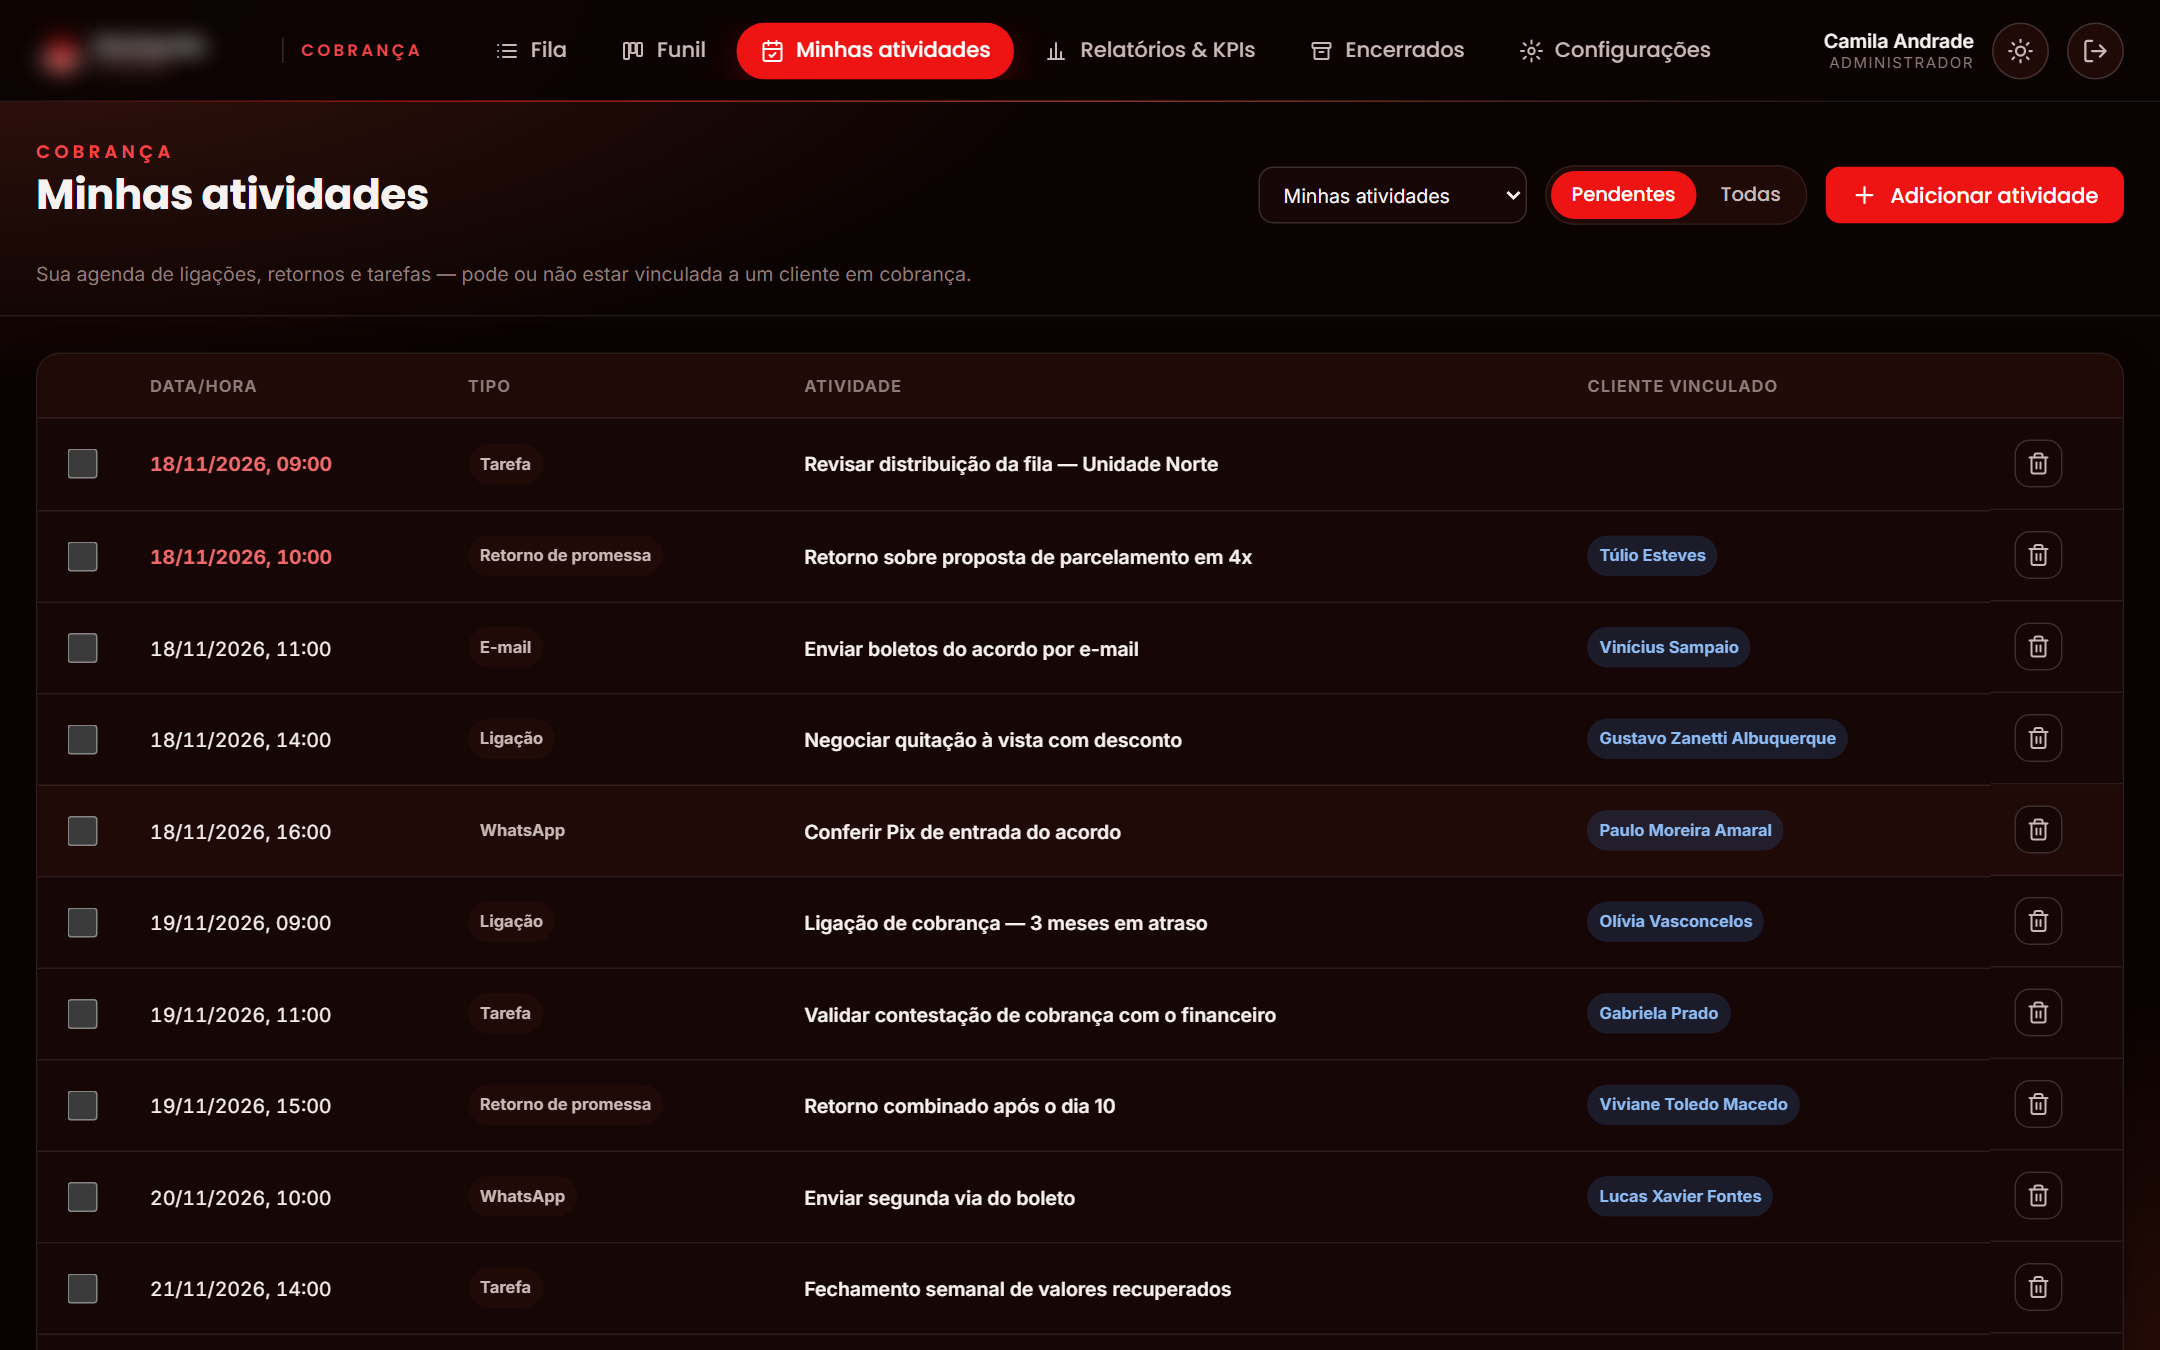 COBRANÇA
Fila
Funil
Minhas atividades
Relatórios & KPIs
Encerrados
Configurações
Camila Andrade
ADMINISTRADOR
COBRANÇA
Minhas atividades
Minhas atividades
Pendentes
Todas
Adicionar atividade
Sua agenda de ligações, retornos e tarefas — pode ou não estar vinculada a um cliente em cobrança.
DATA/HORA TIPO ATIVIDADE CLIENTE VINCULADO
18/11/2026, 09:00 Tarefa Revisar distribuição da fila — Unidade Norte
18/11/2026, 10:00 Retorno de promessa Retorno sobre proposta de parcelamento em 4x Túlio Esteves
18/11/2026, 11:00 E-mail Enviar boletos do acordo por e-mail Vinícius Sampaio
18/11/2026, 14:00 Ligação Negociar quitação à vista com desconto Gustavo Zanetti Albuquerque
18/11/2026, 16:00 WhatsApp Conferir Pix de entrada do acordo Paulo Moreira Amaral
19/11/2026, 09:00 Ligação Ligação de cobrança — 3 meses em atraso Olívia Vasconcelos
19/11/2026, 11:00 Tarefa Validar contestação de cobrança com o financeiro Gabriela Prado
19/11/2026, 15:00 Retorno de promessa Retorno combinado após o dia 10 Viviane Toledo Macedo
20/11/2026, 10:00 WhatsApp Enviar segunda via do boleto Lucas Xavier Fontes
21/11/2026, 14:00 Tarefa Fechamento semanal de valores recuperados